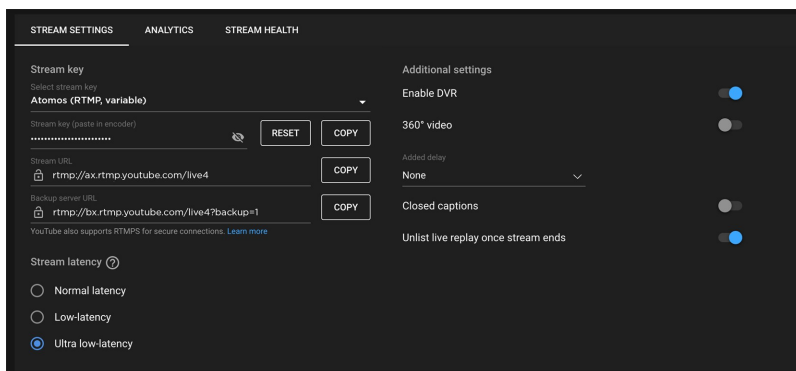 STREAM SETTINGS
ANALYTICS
STREAM HEALTH
Stream key
Select stream key
Atomos (RTMP, variable)
Stream key (paste in encoder)
••••••••••••••••••••••••
RESET
COPY
Stream URL
rtmp://ax.rtmp.youtube.com/live4
COPY
Backup server URL
rtmp://bx.rtmp.youtube.com/live4?backup=1
COPY
YouTube also supports RTMPS for secure connections. Learn more
Stream latency
Normal latency
Low-latency
Ultra low-latency
Additional settings
Enable DVR
360° video
Added delay
None
Closed captions
Unlist live replay once stream ends